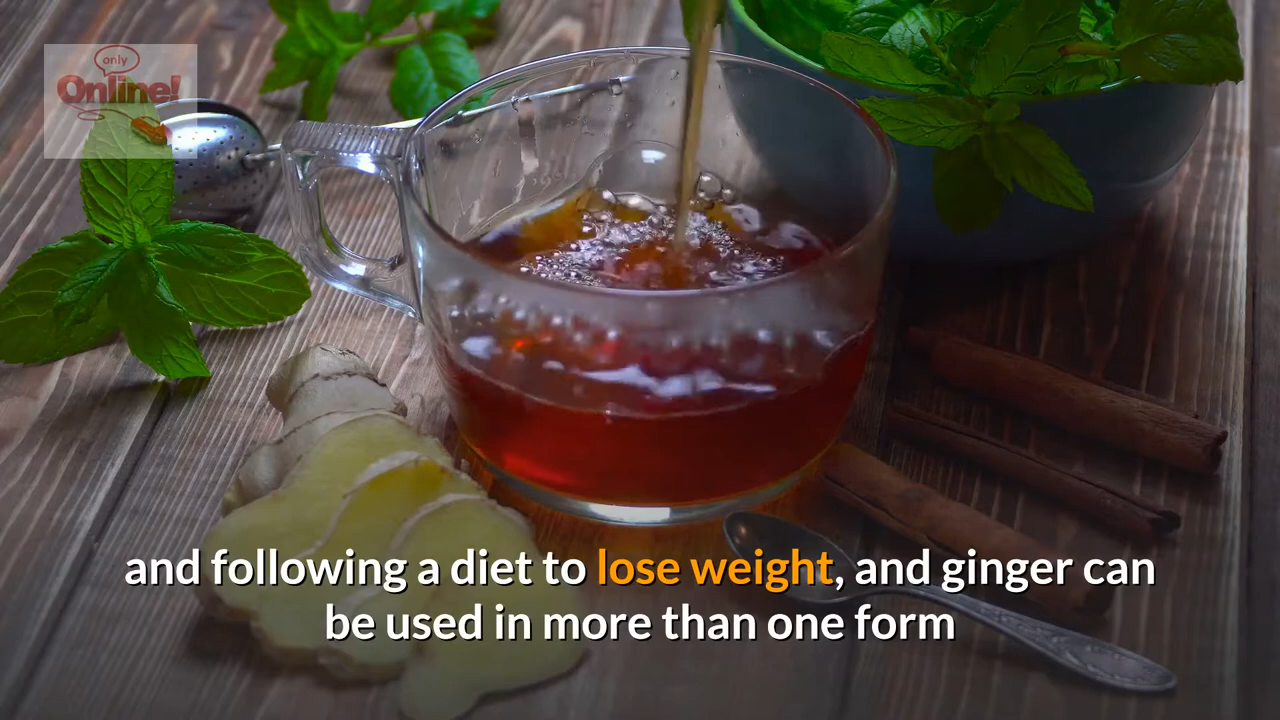 only
Online!
and following a diet to lose weight, and ginger can
be used in more than one form